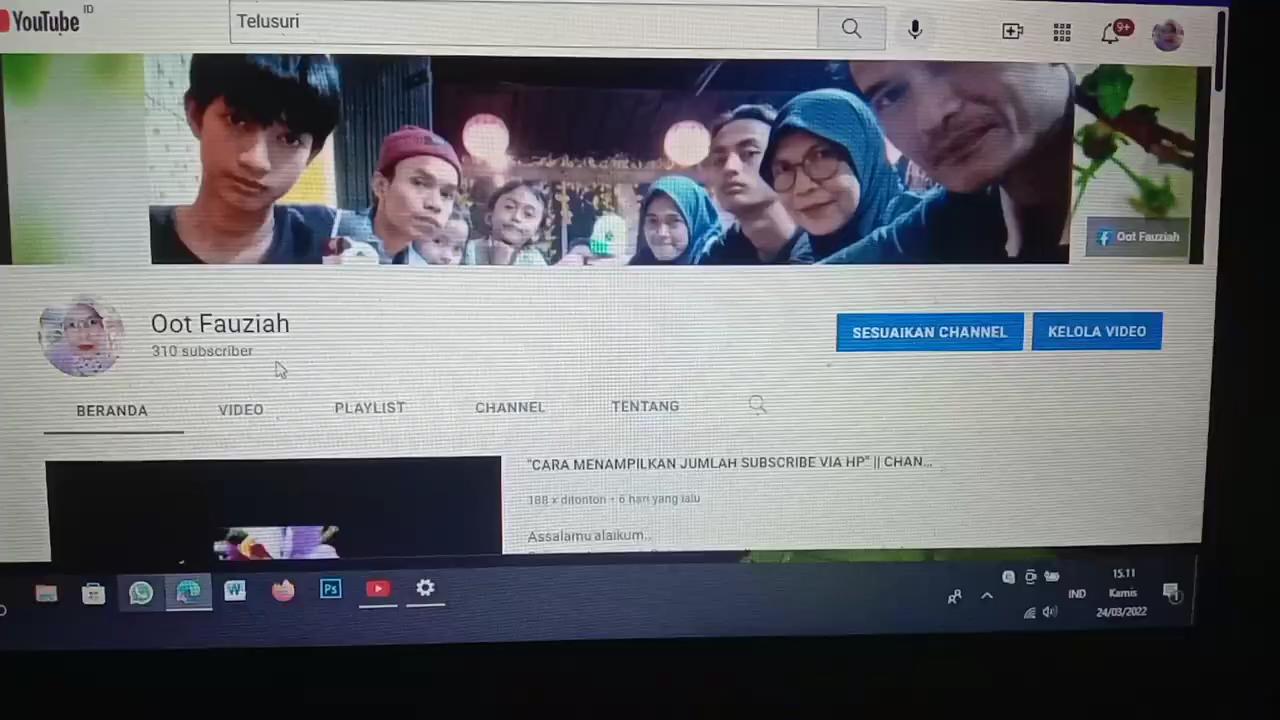 YouTube ID
Telusuri
9+
Oot Fauziah
Oot Fauziah
310 subscriber
SESUAIKAN CHANNEL
KELOLA VIDEO
BERANDA
VIDEO
PLAYLIST
CHANNEL
TENTANG
"CARA MENAMPILKAN JUMLAH SUBSCRIBE VIA HP" || CHAN...
188 x ditonton • 6 hari yang lalu
Assalamu alaikum..
W
Ps
IND
15.11
Kamis
24/03/2022
1